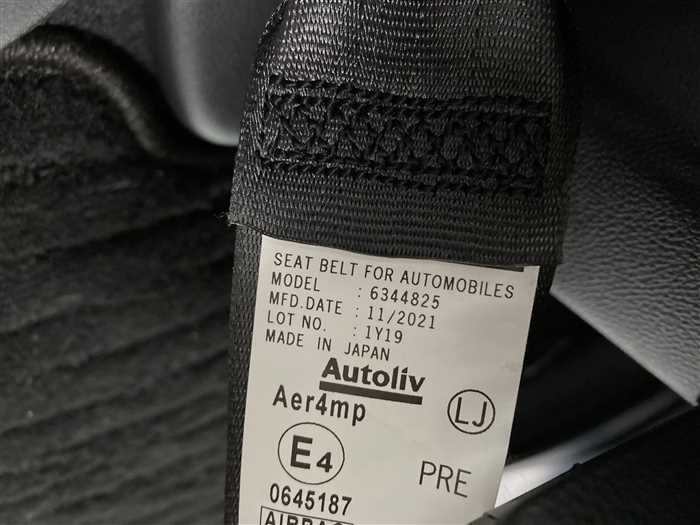 SEAT BELT FOR AUTOMOBILES
MODEL : 6344825
MFD.DATE : 11/2021
LOT NO. : 1Y19
MADE IN JAPAN
Autoliv
Aer4mp
LJ
E4
PRE
0645187
AIRBAG